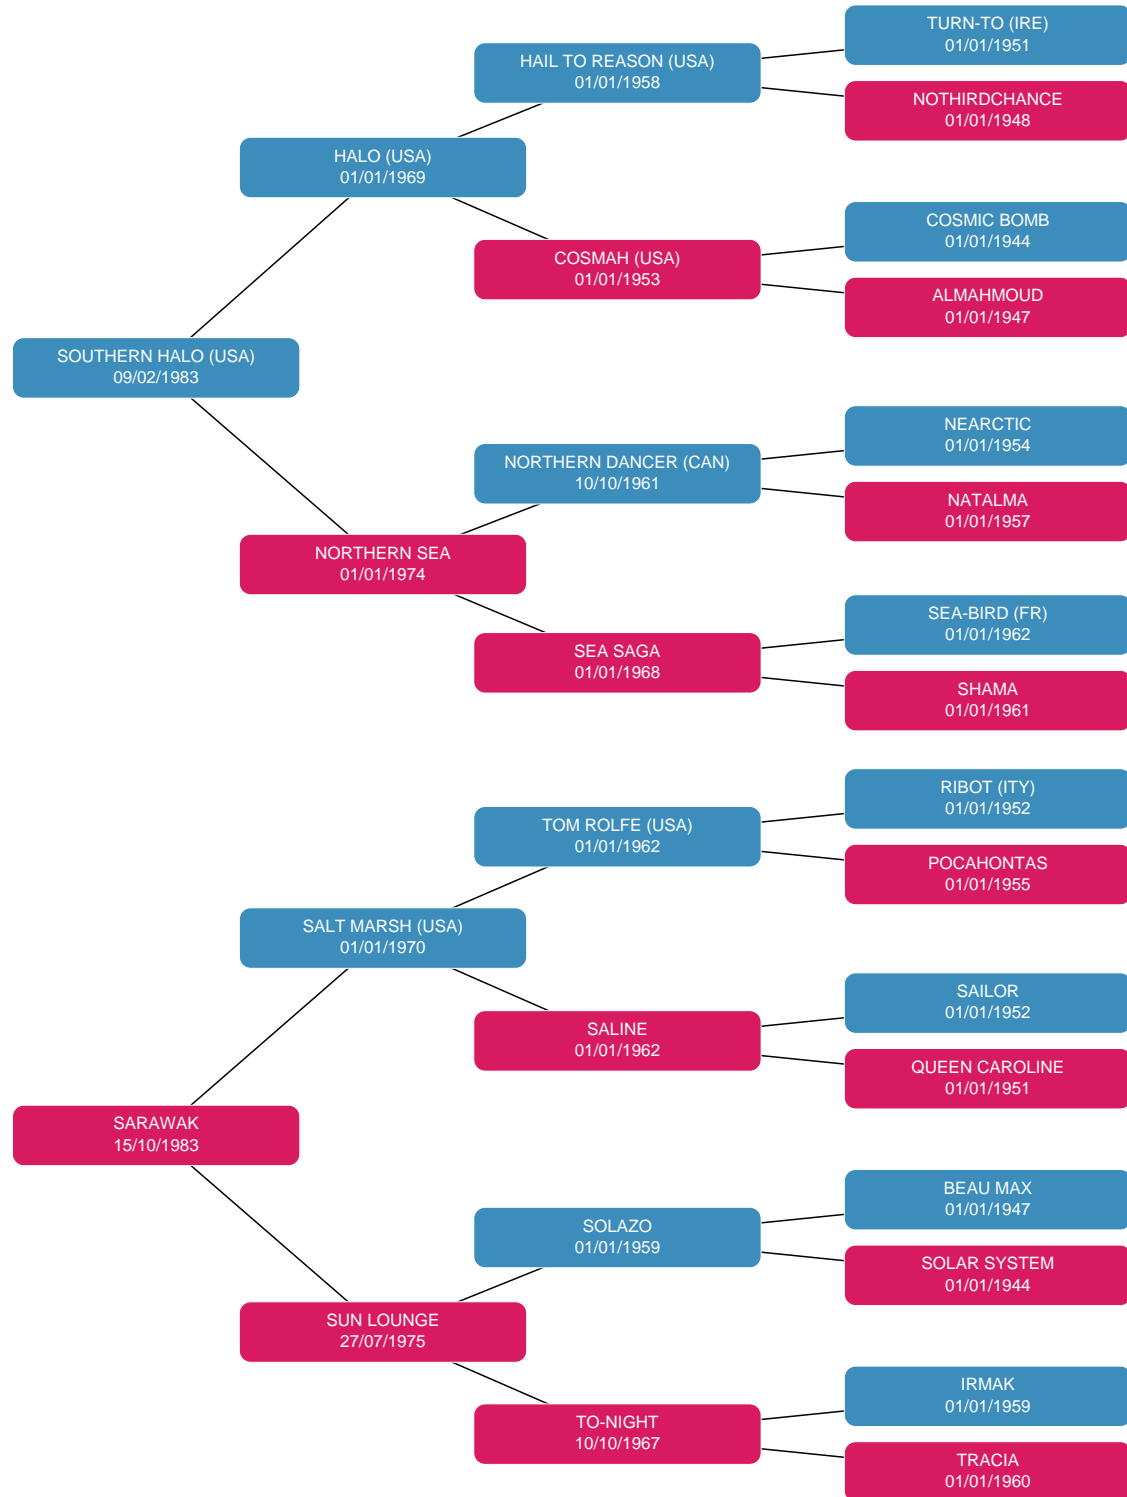 TURN-TO (IRE)
01/01/1951
HAIL TO REASON (USA)
01/01/1958
NOTHIRDCHANCE
01/01/1948
HALO (USA)
01/01/1969
COSMIC BOMB
01/01/1944
COSMAH (USA)
01/01/1953
ALMAHMOUD
01/01/1947
SOUTHERN HALO (USA)
09/02/1983
NEARCTIC
01/01/1954
NORTHERN DANCER (CAN)
10/10/1961
NATALMA
01/01/1957
NORTHERN SEA
01/01/1974
SEA-BIRD (FR)
01/01/1962
SEA SAGA
01/01/1968
SHAMA
01/01/1961
RIBOT (ITY)
01/01/1952
TOM ROLFE (USA)
01/01/1962
POCAHONTAS
01/01/1955
SALT MARSH (USA)
01/01/1970
SAILOR
01/01/1952
SALINE
01/01/1962
QUEEN CAROLINE
01/01/1951
SARAWAK
15/10/1983
BEAU MAX
01/01/1947
SOLAZO
01/01/1959
SOLAR SYSTEM
01/01/1944
SUN LOUNGE
27/07/1975
IRMAK
01/01/1959
TO-NIGHT
10/10/1967
TRACIA
01/01/1960